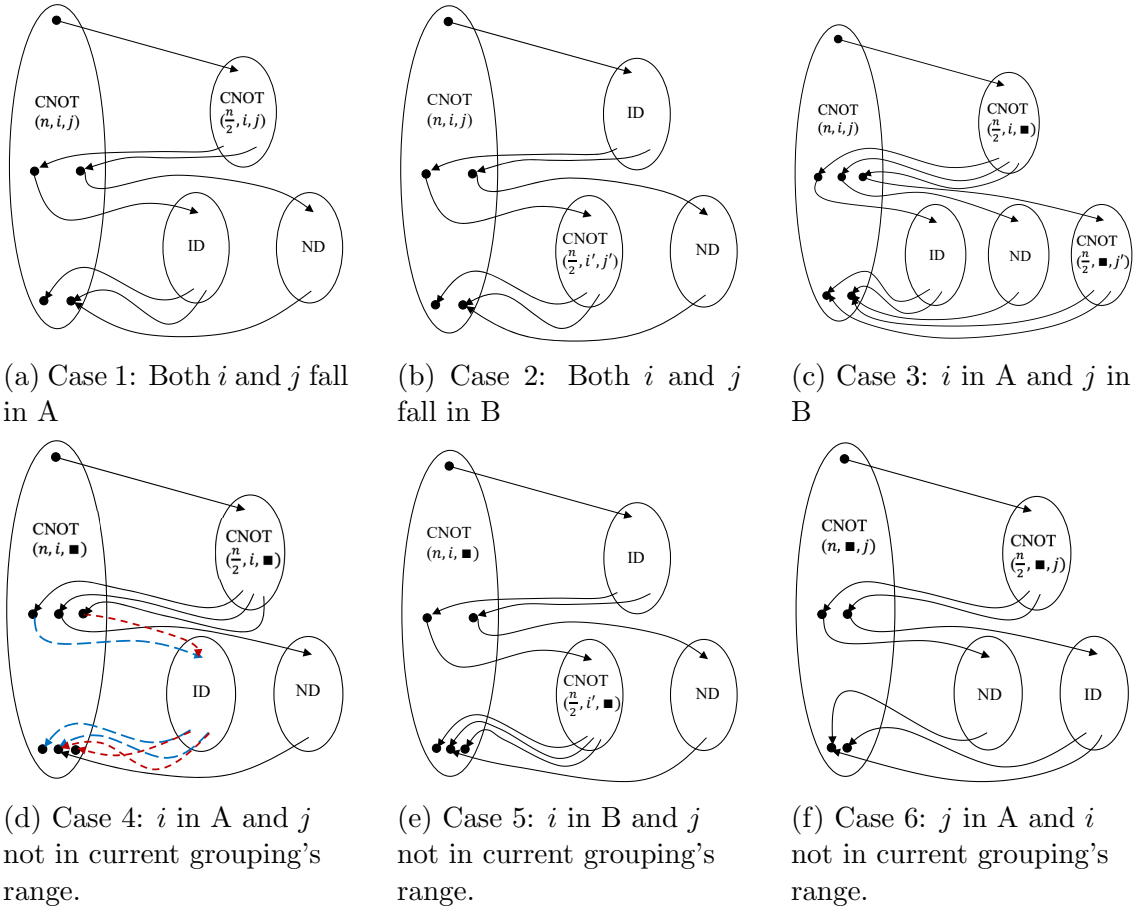 CNOT
(n, i, j)
CNOT
(n/2, i, j)
ID
ND
(a) Case 1: Both i and j fall
in A
CNOT
(n, i, j)
ID
CNOT
(n/2, i′, j′)
ND
(b) Case 2: Both i and j
fall in B
CNOT
(n, i, j)
CNOT
(n/2, i, ■)
ID
ND
CNOT
(n/2, ■, j′)
(c) Case 3: i in A and j in
B
CNOT
(n, i, ■)
CNOT
(n/2, i, ■)
ID
ND
(d) Case 4: i in A and j
not in current grouping's
range.
CNOT
(n, i, ■)
ID
CNOT
(n/2, i′, ■)
ND
(e) Case 5: i in B and j
not in current grouping's
range.
CNOT
(n, ■, j)
CNOT
(n/2, ■, j)
ND
ID
(f) Case 6: j in A and i
not in current grouping's
range.